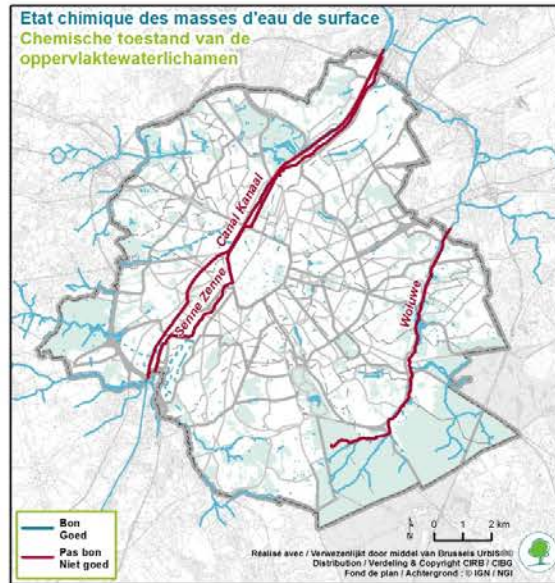 Etat chimique des masses d'eau de surface
Chemische toestand van de
oppervlaktewaterlichamen
Canal Kanaal
Senne Zenne
Woluwe
Bon
Goed
Pas bon
Niet goed
N
0 1 2 km
Réalisé avec / Verwezenlijkt door middel van Brussels UrbIS®©
Distribution / Verdeling & Copyright CIRB / CIBG
Fond de plan / Achtergrond : © IGN / NGI